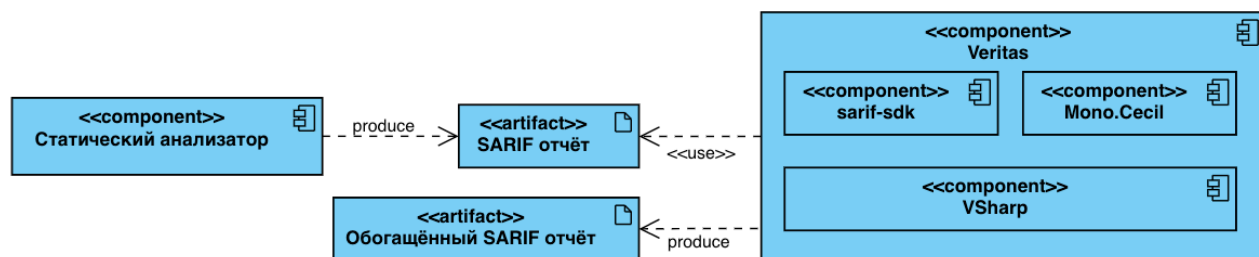 <<component>>
Статический анализатор
produce
<<artifact>>
SARIF отчёт
<<use>>
<<artifact>>
Обогащённый SARIF отчёт
produce
<<component>>
Veritas
<<component>>
sarif-sdk
<<component>>
Mono.Cecil
<<component>>
VSharp